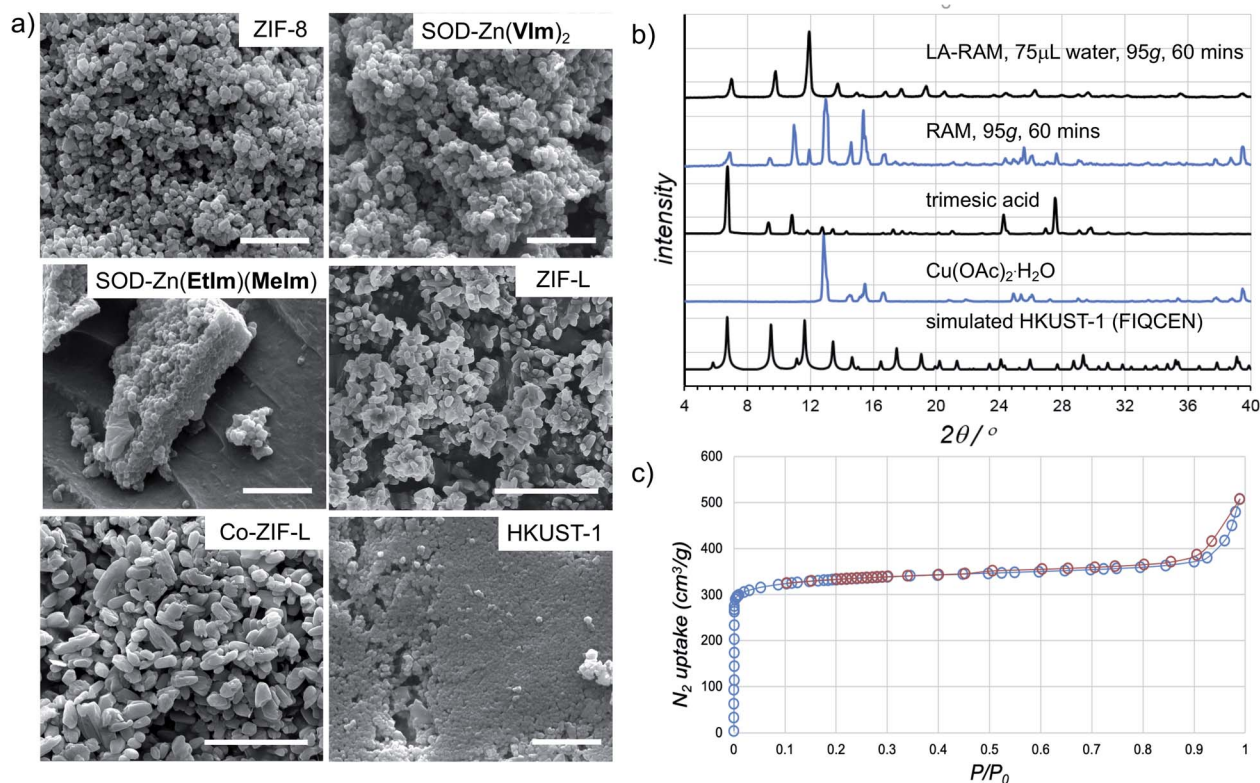 a)
ZIF-8
SOD-Zn(VIm)₂
SOD-Zn(EtIm)(MeIm)
ZIF-L
Co-ZIF-L
HKUST-1
b)
LA-RAM, 75μL water, 95g, 60 mins
RAM, 95g, 60 mins
trimesic acid
Cu(OAc)₂·H₂O
simulated HKUST-1 (FIQCEN)
intensity
4 8 12 16 20 24 28 32 36 40
2θ/°
c)
600
500
400
300
200
100
0
N₂ uptake (cm³/g)
0 0.1 0.2 0.3 0.4 0.5 0.6 0.7 0.8 0.9 1
P/P₀